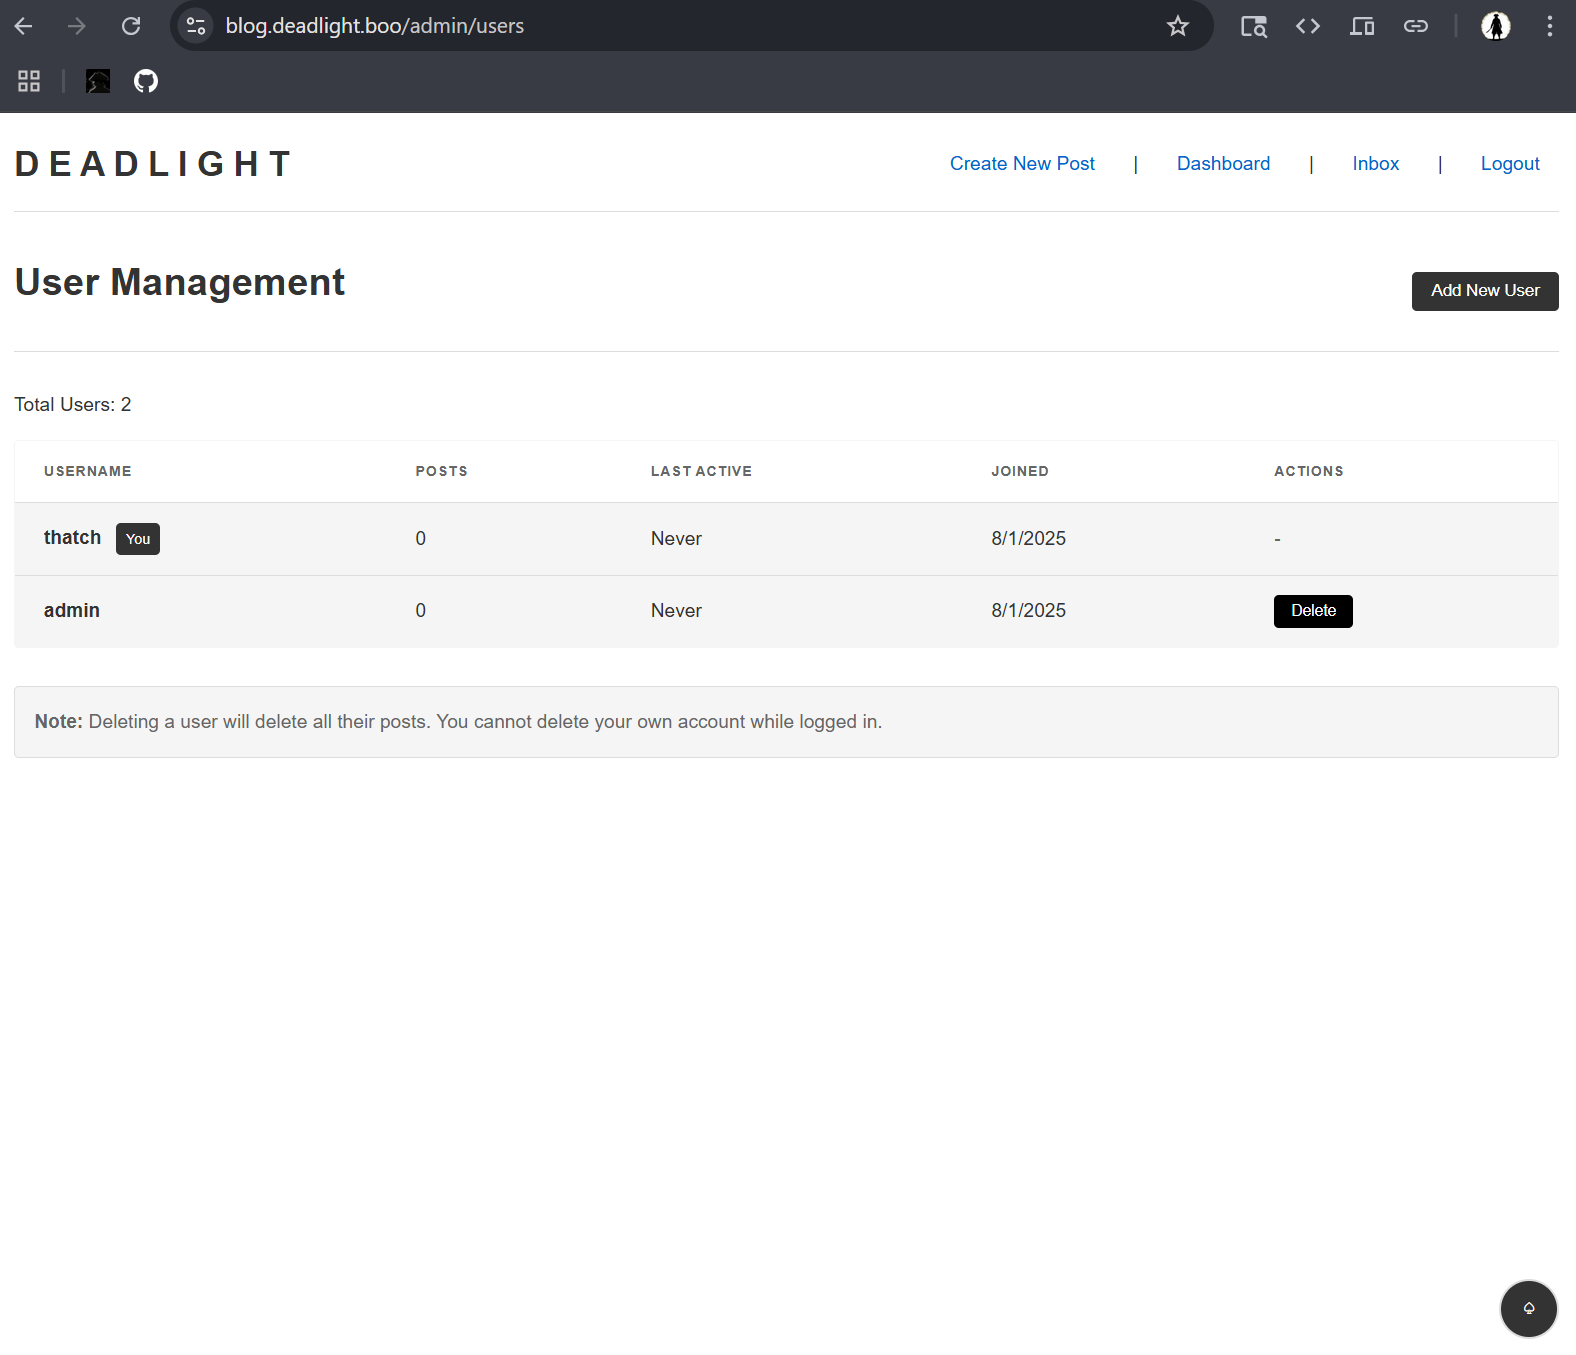 blog.deadlight.boo/admin/users
DEADLIGHT
Create New Post | Dashboard | Inbox | Logout
User Management
Add New User
Total Users: 2
USERNAME POSTS LAST ACTIVE JOINED ACTIONS
thatch You 0 Never 8/1/2025 -
admin 0 Never 8/1/2025 Delete
Note: Deleting a user will delete all their posts. You cannot delete your own account while logged in.